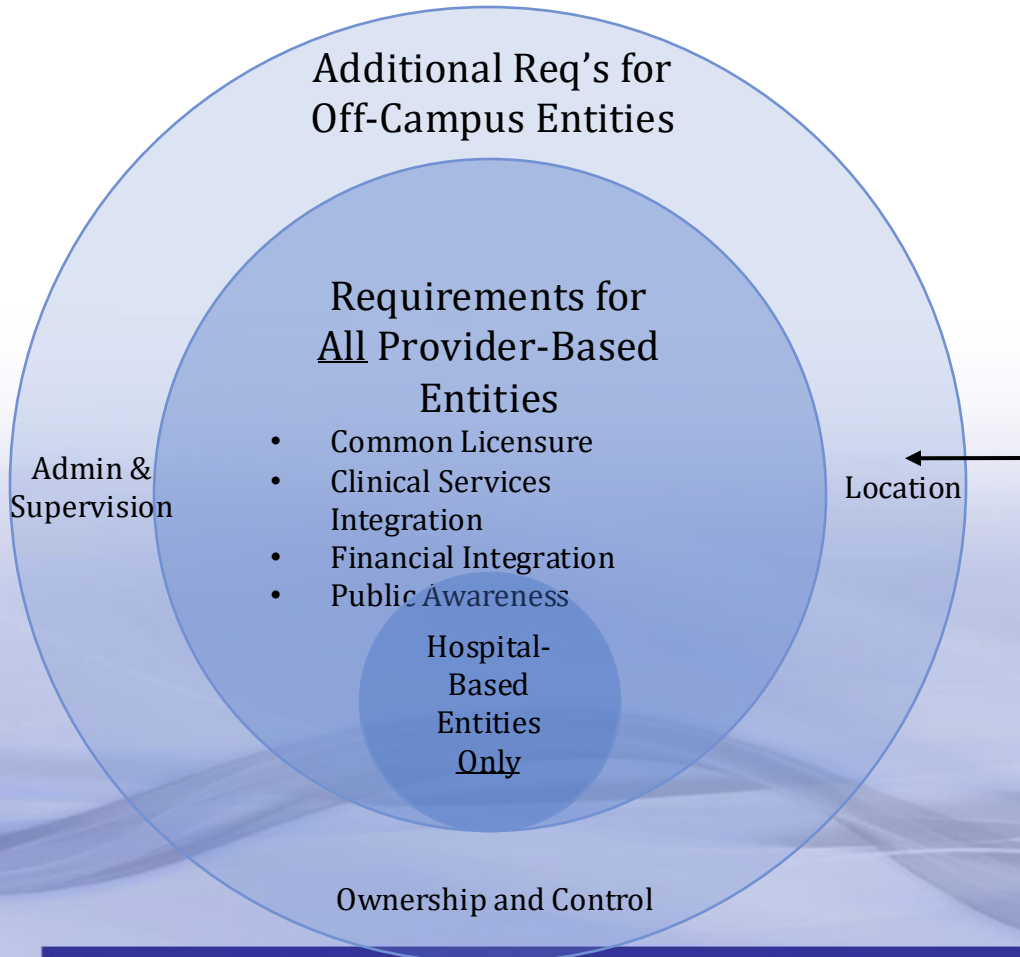 Additional Req’s for
Off-Campus Entities
Requirements for
All Provider-Based
Entities
• Common Licensure
• Clinical Services
Integration
• Financial Integration
• Public Awareness
Admin &
Supervision
Location
Hospital-
Based
Entities
Only
Ownership and Control